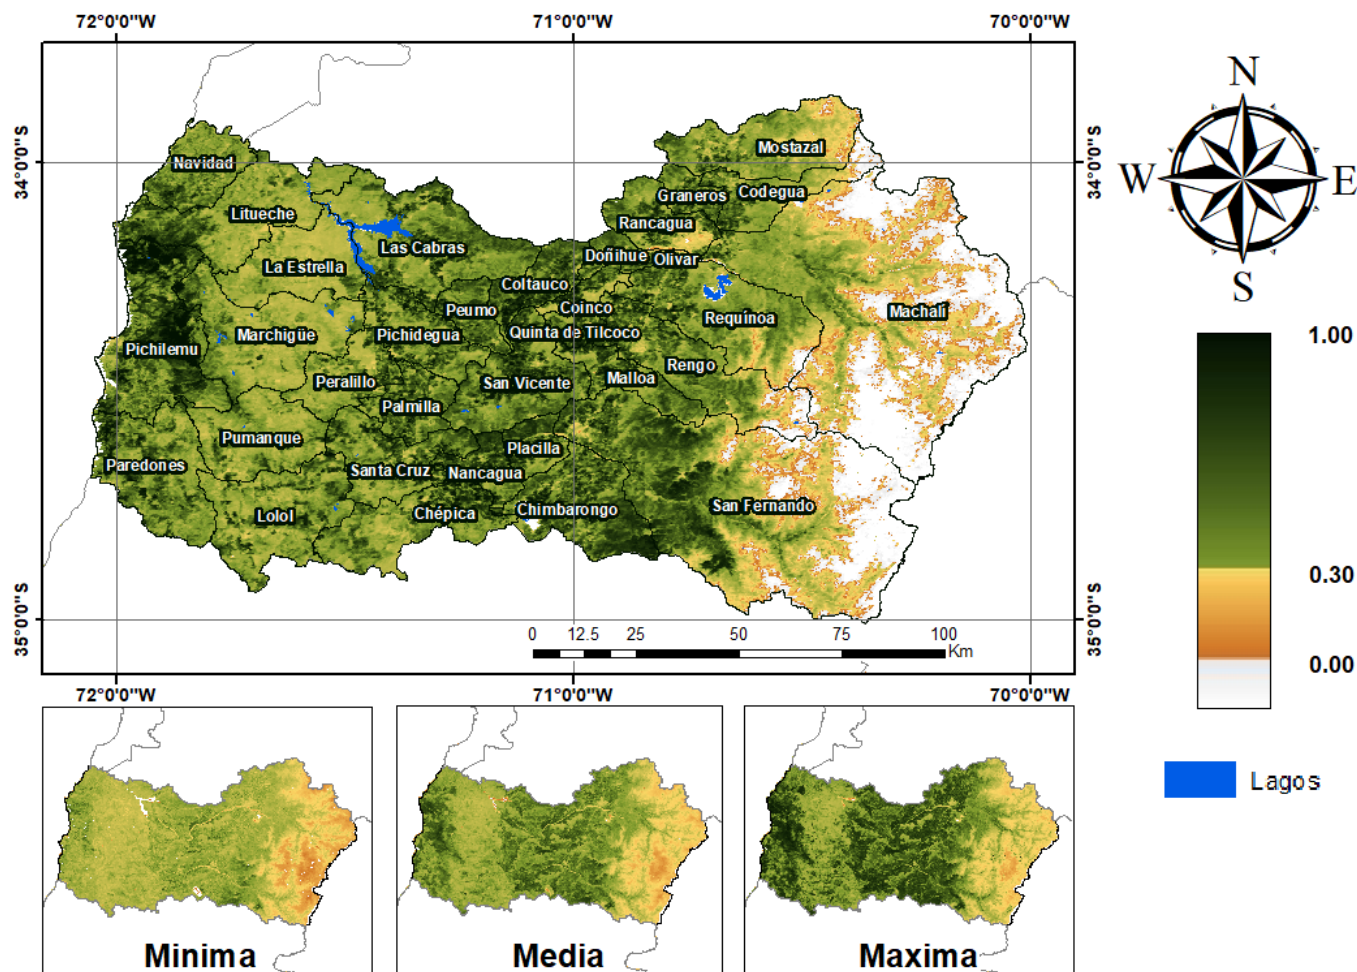 72°0'0"W
71°0'0"W
70°0'0"W
34°0'0"S
34°0'0"S
35°0'0"S
35°0'0"S
Navidad
Mostazal
Graneros
Codegua
Litueche
Rancagua
Las Cabras
Doñihue
Olivar
La Estrella
Coltauco
Peumo
Coinco
Requínoa
Machalí
Marchigüe
Pichidegua
Quinta de Tilcoco
Pichilemu
Rengo
Peralillo
San Vicente
Malloa
Palmilla
Pumanque
Placilla
Paredones
Santa Cruz
Nancagua
San Fernando
Lolol
Chépica
Chimbarongo
0 12.5 25 50 75 100
Km
72°0'0"W
71°0'0"W
70°0'0"W
N
W
E
S
1.00
0.30
0.00
Lagos
Minima
Media
Maxima